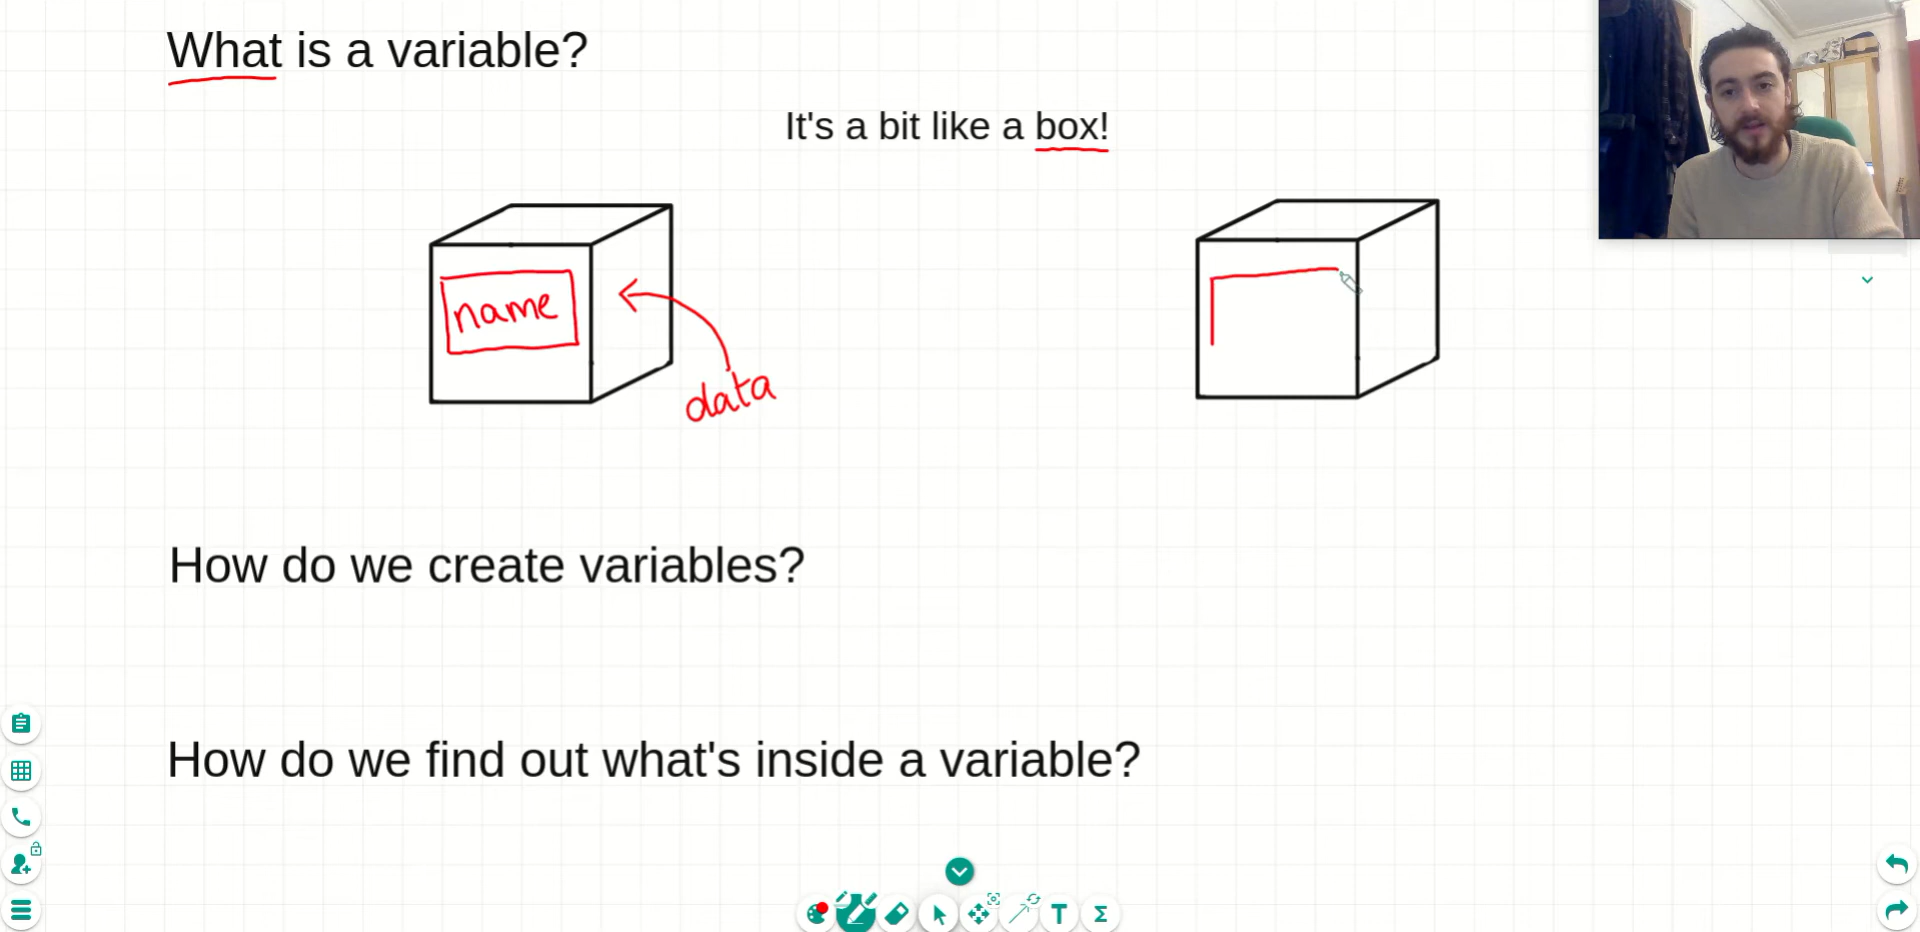 What is a variable?
It's a bit like a box!
name
data
How do we create variables?
How do we find out what's inside a variable?
T
Σ